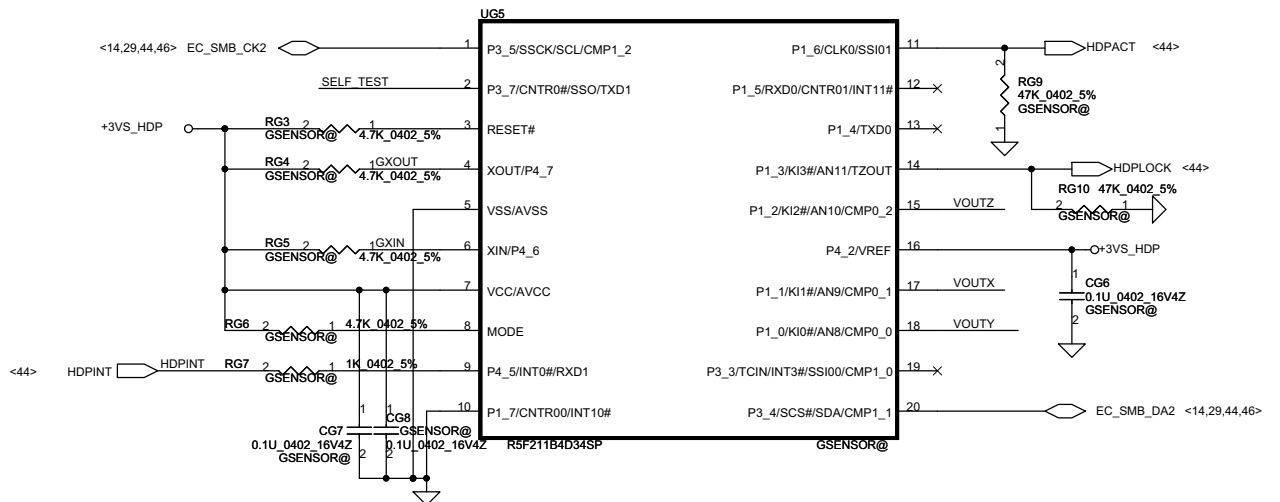 UG5
<14,29,44,46> EC_SMB_CK2 1 P3_5/SSCK/SCL/CMP1_2 P1_6/CLK0/SSI01 11 HDPACT <44>
SELF_TEST 2 P3_7/CNTR0#/SSO/TXD1 P1_5/RXD0/CNTR01/INT11# 12
2 RG9
47K_0402_5%
GSENSOR@
1
+3VS_HDP RG3 2 1 3 RESET# P1_4/TXD0 13
GSENSOR@ 4.7K_0402_5%
RG4 2 1 GXOUT 4 XOUT/P4_7 P1_3/KI3#/AN11/TZOUT 14 HDPLOCK <44>
GSENSOR@ 4.7K_0402_5%
RG10 47K_0402_5%
5 VSS/AVSS P1_2/KI2#/AN10/CMP0_2 15 VOUTZ 2 1
GSENSOR@
RG5 2 1 GXIN 6 XIN/P4_6 P4_2/VREF 16 +3VS_HDP
GSENSOR@ 4.7K_0402_5%
7 VCC/AVCC P1_1/KI1#/AN9/CMP0_1 17 VOUTX
1 CG6
0.1U_0402_16V4Z
GSENSOR@
2
RG6 2 1 4.7K_0402_5% 8 MODE P1_0/KI0#/AN8/CMP0_0 18 VOUTY
GSENSOR@
<44> HDPINT HDPINT RG7 2 1 1K_0402_5% 9 P4_5/INT0#/RXD1 P3_3/TCIN/INT3#/SSI00/CMP1_0 19
GSENSOR@
10 P1_7/CNTR00/INT10# P3_4/SCS#/SDA/CMP1_1 20 EC_SMB_DA2 <14,29,44,46>
1 1
CG7 CG8
GSENSOR@
0.1U_0402_16V4Z 0.1U_0402_16V4Z
GSENSOR@ 2 2
R5F211B4D34SP GSENSOR@